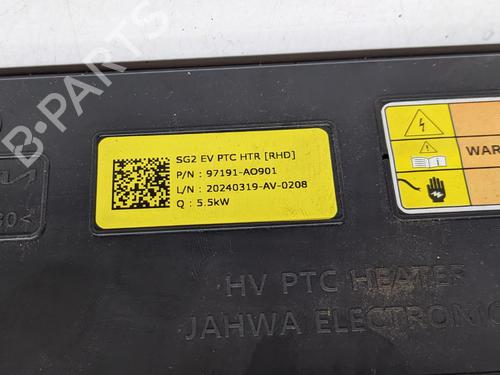 SG2 EV PTC HTR [RHD]
P/N : 97191-AO901
L/N : 20240319-AV-0208
Q : 5.5kW
WAR
HV PTC HEATER
JAHWA ELECTRONIC
B-Parts